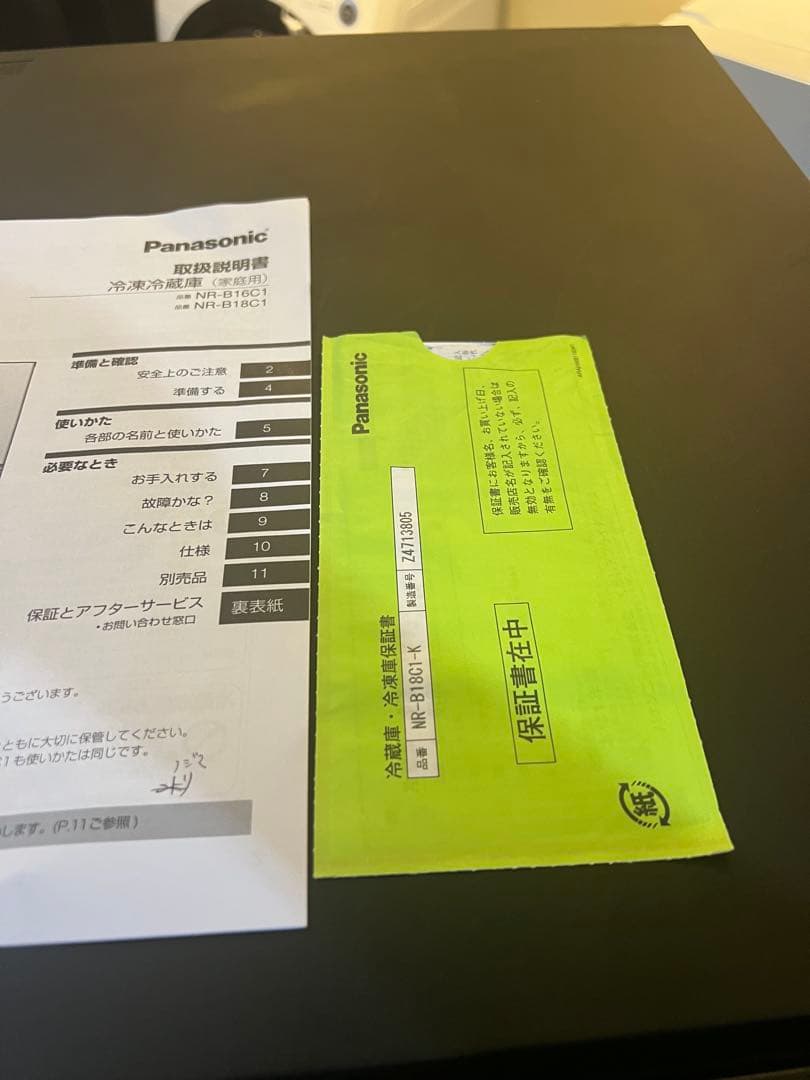 Panasonic
取扱説明書
冷凍冷蔵庫（家庭用）
品番 NR-B16C1
品番 NR-B18C1
準備と確認
安全上のご注意 2
準備する 4
使いかた
各部の名前と使いかた 5
必要なとき
お手入れする 7
故障かな？ 8
こんなときは 9
仕様 10
別売品 11
保証とアフターサービス 裏表紙
・お問い合わせ窓口
うございます。
ともに大切に保管してください。
1も使いかたは同じです。
ノジマ
します。(P.11ご参照)
Panasonic
保証書にお客様名、お買い上げ日、
販売店名が記入されていない場合は
無効となりますから、必ず、記入の
有無をご確認ください。
冷蔵庫・冷凍庫保証書
品番 NR-B18C1-K 製造番号 Z4713805
保証書在中
紙